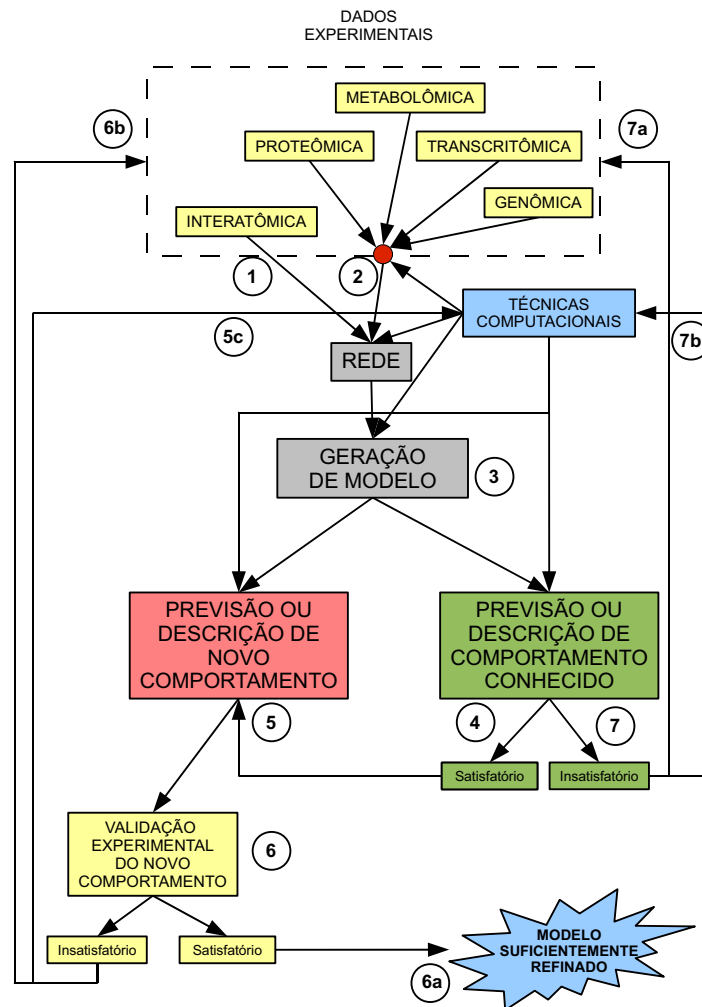 DADOS
EXPERIMENTAIS
METABOLÔMICA
6b
7a
PROTEÔMICA
TRANSCRITÔMICA
GENÔMICA
INTERATÔMICA
1
2
TÉCNICAS
COMPUTACIONAIS
5c
7b
REDE
GERAÇÃO
DE MODELO
3
PREVISÃO OU
DESCRIÇÃO DE
NOVO
COMPORTAMENTO
PREVISÃO OU
DESCRIÇÃO DE
COMPORTAMENTO
CONHECIDO
5
4
7
Satisfatório
Insatisfatório
VALIDAÇÃO
EXPERIMENTAL
DO NOVO
COMPORTAMENTO
6
Insatisfatório
Satisfatório
MODELO
SUFICIENTEMENTE
REFINADO
6a